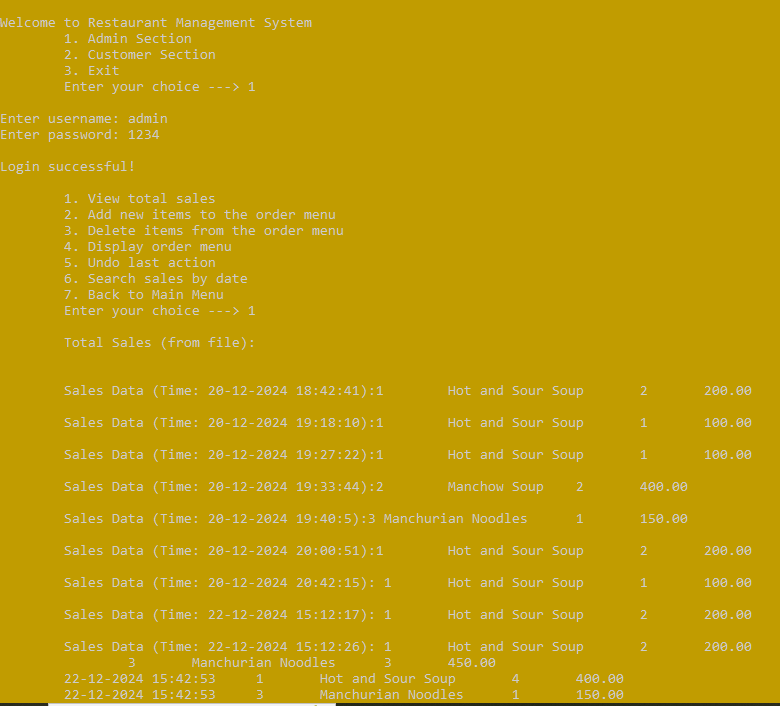 Welcome to Restaurant Management System
1. Admin Section
2. Customer Section
3. Exit
Enter your choice ---> 1
Enter username: admin
Enter password: 1234
Login successful!
1. View total sales
2. Add new items to the order menu
3. Delete items from the order menu
4. Display order menu
5. Undo last action
6. Search sales by date
7. Back to Main Menu
Enter your choice ---> 1
Total Sales (from file):
Sales Data (Time: 20-12-2024 18:42:41):1 Hot and Sour Soup 2 200.00
Sales Data (Time: 20-12-2024 19:18:10):1 Hot and Sour Soup 1 100.00
Sales Data (Time: 20-12-2024 19:27:22):1 Hot and Sour Soup 1 100.00
Sales Data (Time: 20-12-2024 19:33:44):2 Manchow Soup 2 400.00
Sales Data (Time: 20-12-2024 19:40:5):3 Manchurian Noodles 1 150.00
Sales Data (Time: 20-12-2024 20:00:51):1 Hot and Sour Soup 2 200.00
Sales Data (Time: 20-12-2024 20:42:15): 1 Hot and Sour Soup 1 100.00
Sales Data (Time: 22-12-2024 15:12:17): 1 Hot and Sour Soup 2 200.00
Sales Data (Time: 22-12-2024 15:12:26): 1 Hot and Sour Soup 2 200.00
3 Manchurian Noodles 3 450.00
22-12-2024 15:42:53 1 Hot and Sour Soup 4 400.00
22-12-2024 15:42:53 3 Manchurian Noodles 1 150.00